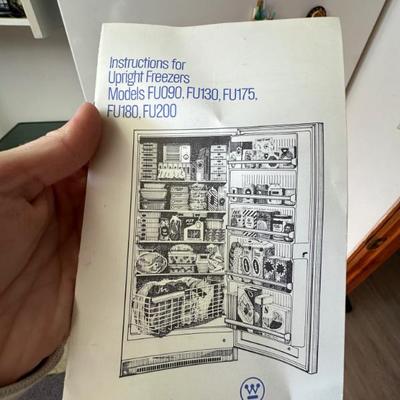 Instructions for
Upright Freezers
Models FU090, FU130, FU175,
FU180, FU200
W